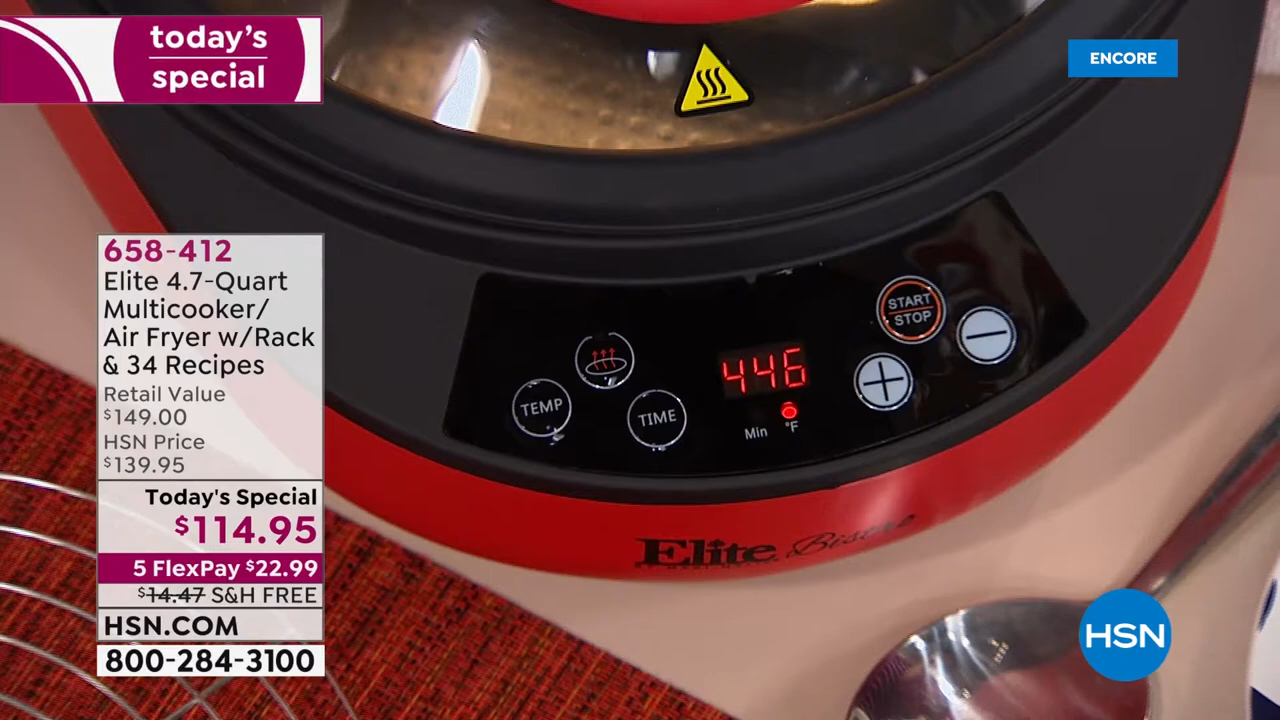 today's
special
ENCORE
658-412
Elite 4.7-Quart
Multicooker/
Air Fryer w/Rack
& 34 Recipes
Retail Value
$149.00
HSN Price
$139.95
Today's Special
$114.95
5 FlexPay $22.99
$14.47 S&H FREE
HSN.COM
800-284-3100
START
STOP
446
TEMP
TIME
Min °F
Elite Bistro
HSN